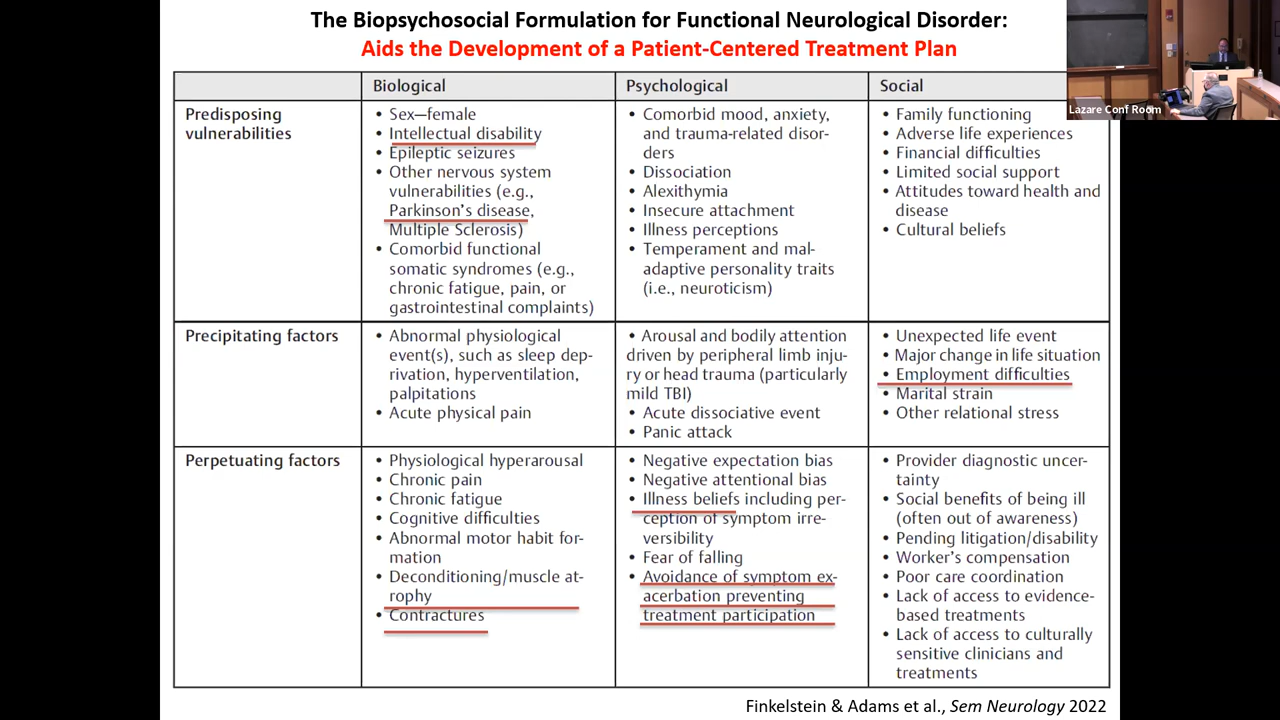 The Biopsychosocial Formulation for Functional Neurological Disorder:
Aids the Development of a Patient-Centered Treatment Plan
Lazare Conf Room
Biological
Psychological
Social
Predisposing
vulnerabilities
• Sex—female
• Intellectual disability
• Epileptic seizures
• Other nervous system
vulnerabilities (e.g.,
Parkinson's disease,
Multiple Sclerosis)
• Comorbid functional
somatic syndromes (e.g.,
chronic fatigue, pain, or
gastrointestinal complaints)
• Comorbid mood, anxiety,
and trauma-related disor-
ders
• Dissociation
• Alexithymia
• Insecure attachment
• Illness perceptions
• Temperament and mal-
adaptive personality traits
(i.e., neuroticism)
• Family functioning
• Adverse life experiences
• Financial difficulties
• Limited social support
• Attitudes toward health and
disease
• Cultural beliefs
Precipitating factors
• Abnormal physiological
event(s), such as sleep dep-
rivation, hyperventilation,
palpitations
• Acute physical pain
• Arousal and bodily attention
driven by peripheral limb inju-
ry or head trauma (particularly
mild TBI)
• Acute dissociative event
• Panic attack
• Unexpected life event
• Major change in life situation
• Employment difficulties
• Marital strain
• Other relational stress
Perpetuating factors
• Physiological hyperarousal
• Chronic pain
• Chronic fatigue
• Cognitive difficulties
• Abnormal motor habit for-
mation
• Deconditioning/muscle at-
rophy
• Contractures
• Negative expectation bias
• Negative attentional bias
• Illness beliefs including per-
ception of symptom irre-
versibility
• Fear of falling
• Avoidance of symptom ex-
acerbation preventing
treatment participation
• Provider diagnostic uncer-
tainty
• Social benefits of being ill
(often out of awareness)
• Pending litigation/disability
• Worker's compensation
• Poor care coordination
• Lack of access to evidence-
based treatments
• Lack of access to culturally
sensitive clinicians and
treatments
Finkelstein & Adams et al., Sem Neurology 2022